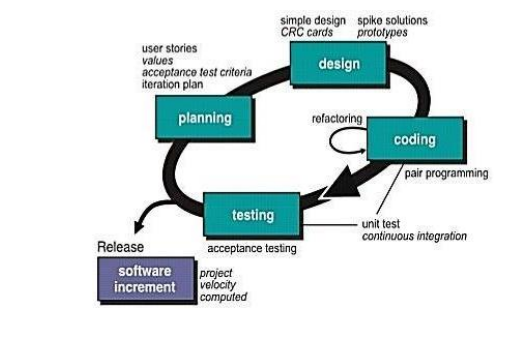 simple design
CRC cards
spike solutions
prototypes
user stories
values
acceptance test criteria
iteration plan
design
planning
refactoring
coding
pair programming
testing
unit test
continuous integration
acceptance testing
Release
software
increment
project
velocity
computed